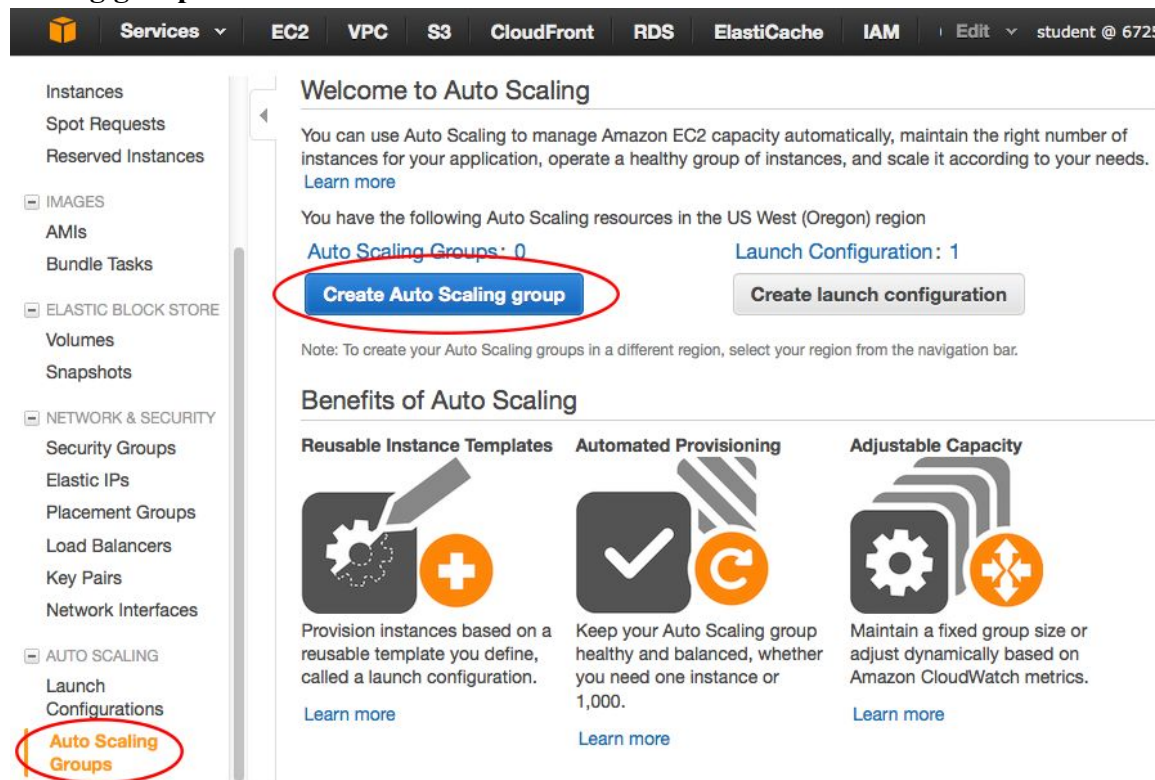 Services EC2 VPC S3 CloudFront RDS ElastiCache IAM Edit student @ 6725
Instances
Spot Requests
Reserved Instances
IMAGES
AMIs
Bundle Tasks
ELASTIC BLOCK STORE
Volumes
Snapshots
NETWORK & SECURITY
Security Groups
Elastic IPs
Placement Groups
Load Balancers
Key Pairs
Network Interfaces
AUTO SCALING
Launch
Configurations
Auto Scaling
Groups
Welcome to Auto Scaling
You can use Auto Scaling to manage Amazon EC2 capacity automatically, maintain the right number of
instances for your application, operate a healthy group of instances, and scale it according to your needs.
Learn more
You have the following Auto Scaling resources in the US West (Oregon) region
Auto Scaling Groups: 0 Launch Configuration: 1
Create Auto Scaling group Create launch configuration
Note: To create your Auto Scaling groups in a different region, select your region from the navigation bar.
Benefits of Auto Scaling
Reusable Instance Templates
Provision instances based on a
reusable template you define,
called a launch configuration.
Learn more
Automated Provisioning
Keep your Auto Scaling group
healthy and balanced, whether
you need one instance or
1,000.
Learn more
Adjustable Capacity
Maintain a fixed group size or
adjust dynamically based on
Amazon CloudWatch metrics.
Learn more